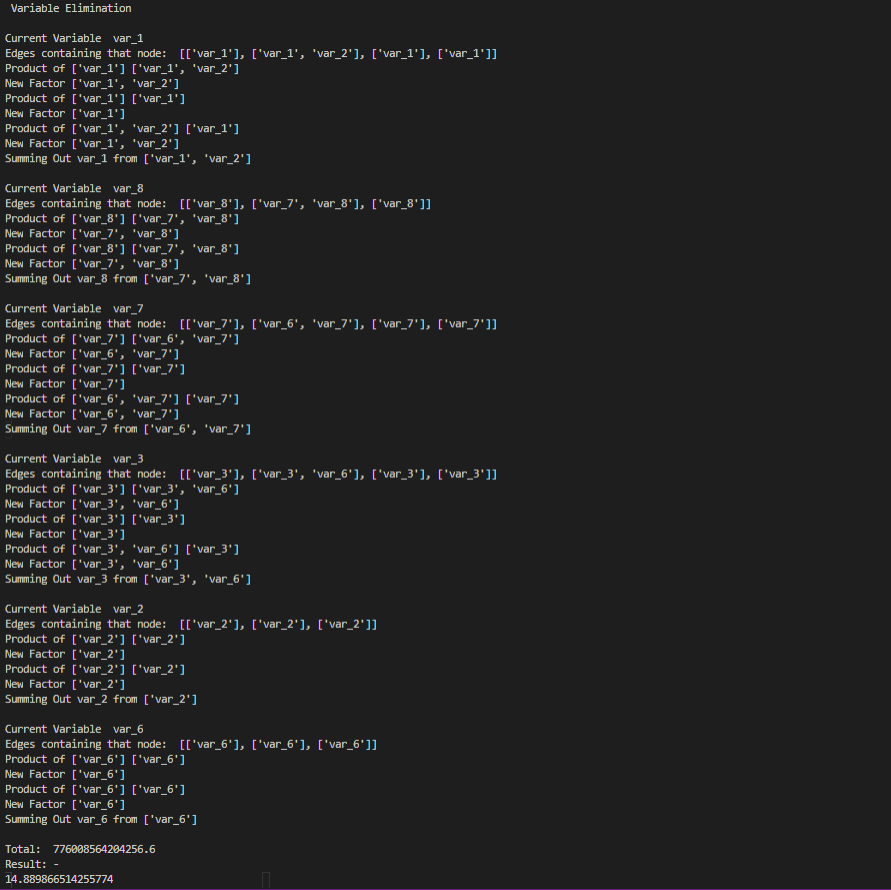 Variable Elimination
Current Variable  var_1
Edges containing that node:  [['var_1'], ['var_1', 'var_2'], ['var_1'], ['var_1']]
Product of ['var_1'] ['var_1', 'var_2']
New Factor ['var_1', 'var_2']
Product of ['var_1'] ['var_1']
New Factor ['var_1']
Product of ['var_1', 'var_2'] ['var_1']
New Factor ['var_1', 'var_2']
Summing Out var_1 from ['var_1', 'var_2']
Current Variable  var_8
Edges containing that node:  [['var_8'], ['var_7', 'var_8'], ['var_8']]
Product of ['var_8'] ['var_7', 'var_8']
New Factor ['var_7', 'var_8']
Product of ['var_8'] ['var_7', 'var_8']
New Factor ['var_7', 'var_8']
Summing Out var_8 from ['var_7', 'var_8']
Current Variable  var_7
Edges containing that node:  [['var_7'], ['var_6', 'var_7'], ['var_7'], ['var_7']]
Product of ['var_7'] ['var_6', 'var_7']
New Factor ['var_6', 'var_7']
Product of ['var_7'] ['var_7']
New Factor ['var_7']
Product of ['var_6', 'var_7'] ['var_7']
New Factor ['var_6', 'var_7']
Summing Out var_7 from ['var_6', 'var_7']
Current Variable  var_3
Edges containing that node:  [['var_3'], ['var_3', 'var_6'], ['var_3'], ['var_3']]
Product of ['var_3'] ['var_3', 'var_6']
New Factor ['var_3', 'var_6']
Product of ['var_3'] ['var_3']
New Factor ['var_3']
Product of ['var_3', 'var_6'] ['var_3']
New Factor ['var_3', 'var_6']
Summing Out var_3 from ['var_3', 'var_6']
Current Variable  var_2
Edges containing that node:  [['var_2'], ['var_2'], ['var_2']]
Product of ['var_2'] ['var_2']
New Factor ['var_2']
Product of ['var_2'] ['var_2']
New Factor ['var_2']
Summing Out var_2 from ['var_2']
Current Variable  var_6
Edges containing that node:  [['var_6'], ['var_6'], ['var_6']]
Product of ['var_6'] ['var_6']
New Factor ['var_6']
Product of ['var_6'] ['var_6']
New Factor ['var_6']
Summing Out var_6 from ['var_6']
Total:  776008564204256.6
Result: -
14.889866514255774